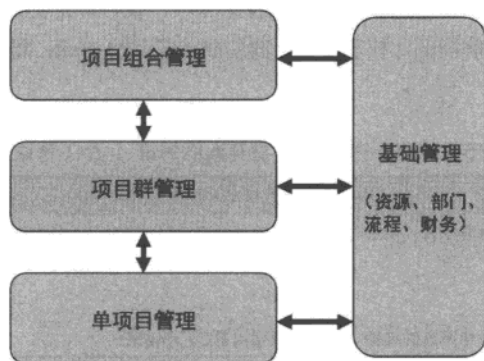 项目组合管理
项目群管理
单项目管理
基础管理
（资源、部门、
流程、财务）